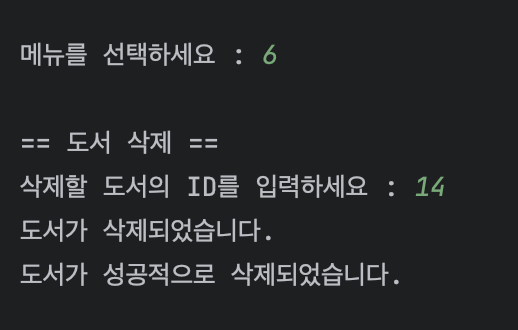 메뉴를 선택하세요 : 6
== 도서 삭제 ==
삭제할 도서의 ID를 입력하세요 : 14
도서가 삭제되었습니다.
도서가 성공적으로 삭제되었습니다.